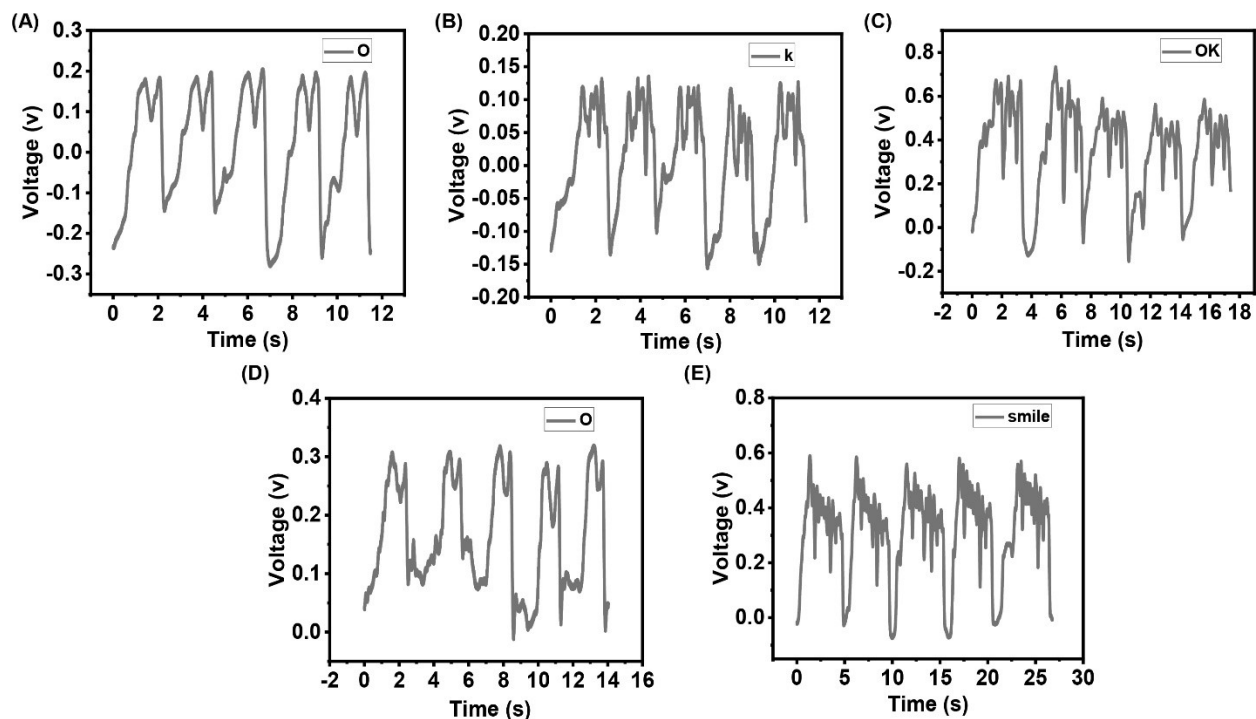 (A)
O
0.3
0.2
0.1
0.0
-0.1
-0.2
-0.3
Voltage (v)
0 2 4 6 8 10 12
Time (s)
(B)
k
0.20
0.15
0.10
0.05
0.00
-0.05
-0.10
-0.15
-0.20
Voltage (v)
0 2 4 6 8 10 12
Time (s)
(C)
OK
0.8
0.6
0.4
0.2
0.0
-0.2
Voltage (v)
-2 0 2 4 6 8 10 12 14 16 18
Time (s)
(D)
O
0.4
0.3
0.2
0.1
0.0
Voltage (v)
-2 0 2 4 6 8 10 12 14 16
Time (s)
(E)
smile
0.8
0.6
0.4
0.2
0.0
Voltage (v)
0 5 10 15 20 25 30
Time (s)